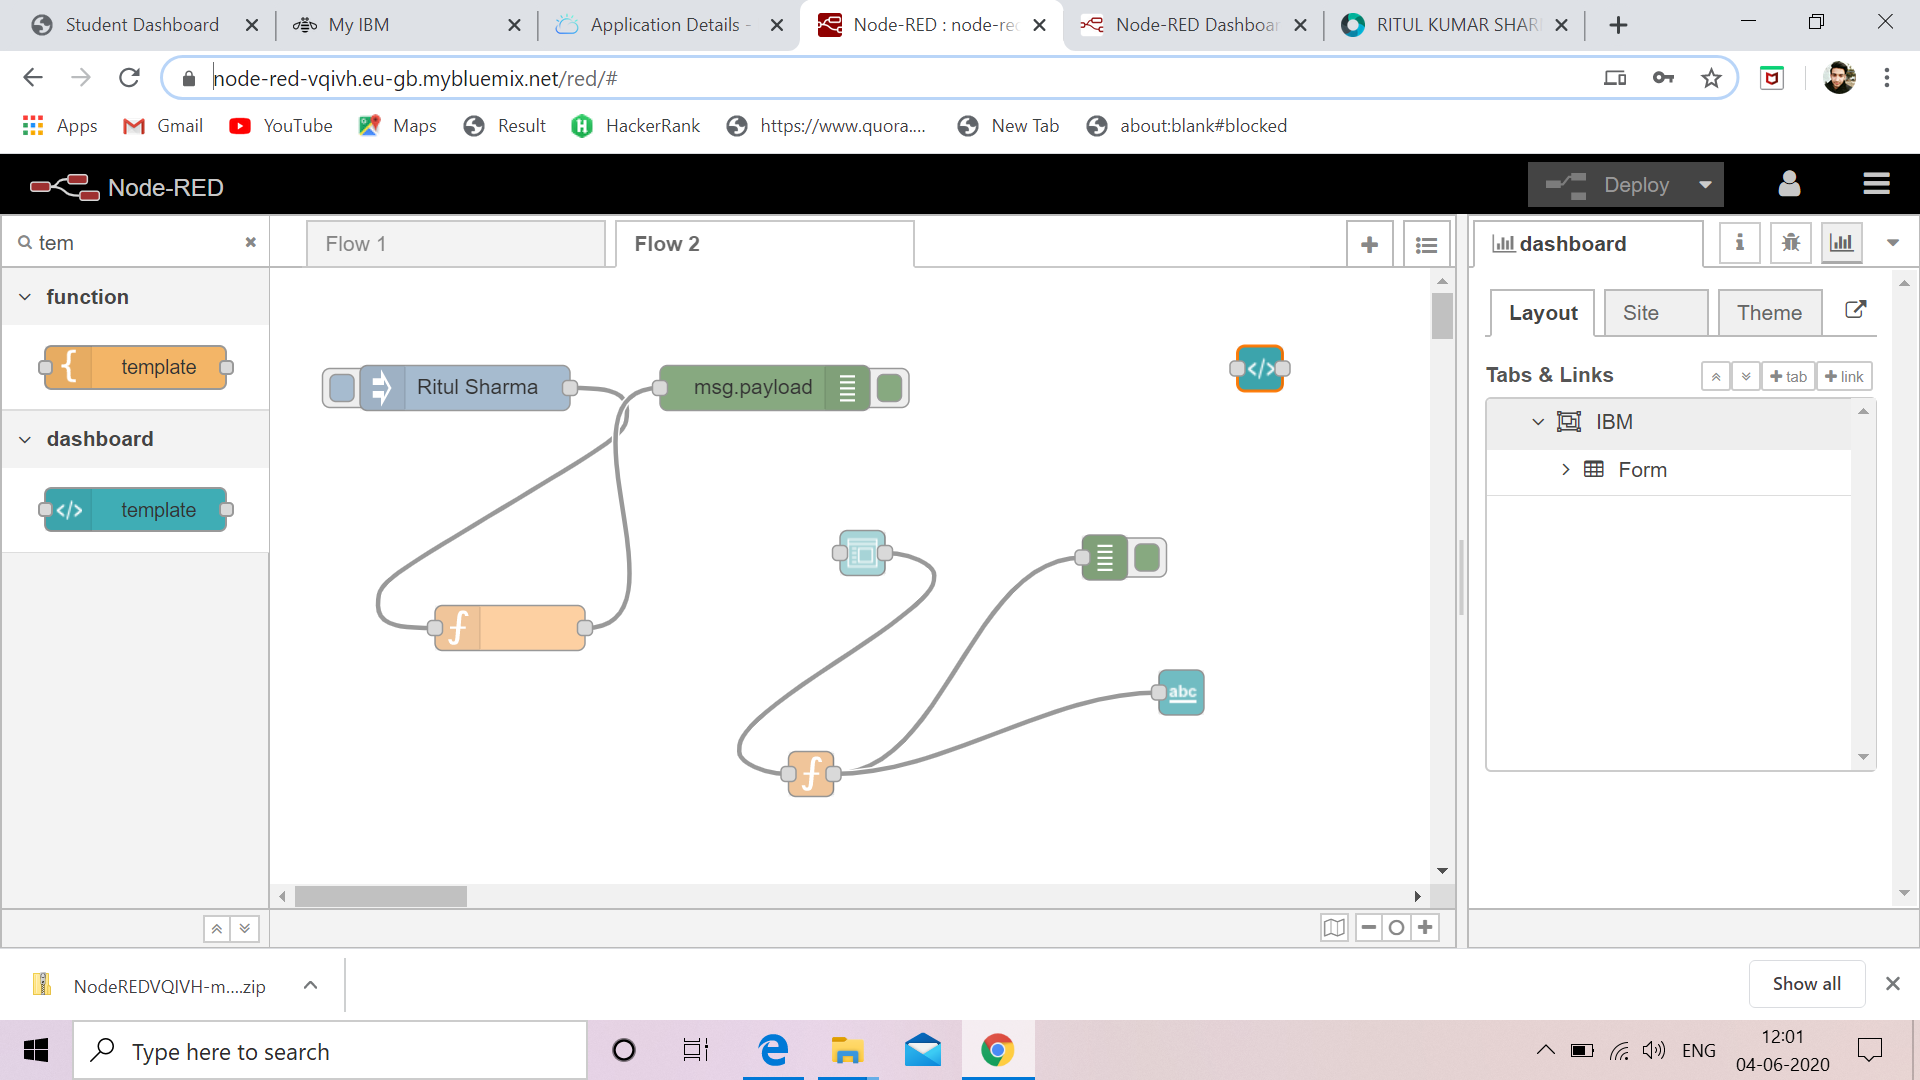 Student Dashboard
My IBM
Application Details -
Node-RED : node-red
Node-RED Dashboar
RITUL KUMAR SHAR
node-red-vqivh.eu-gb.mybluemix.net/red/#
Apps
Gmail
YouTube
Maps
Result
HackerRank
https://www.quora....
New Tab
about:blank#blocked
Node-RED
Deploy
tem
Flow 1
Flow 2
dashboard
function
template
dashboard
template
Ritul Sharma
msg.payload
abc
Layout
Site
Theme
Tabs & Links
tab
link
IBM
Form
NodeREDVQIVH-m....zip
Show all
Type here to search
ENG
12:01
04-06-2020